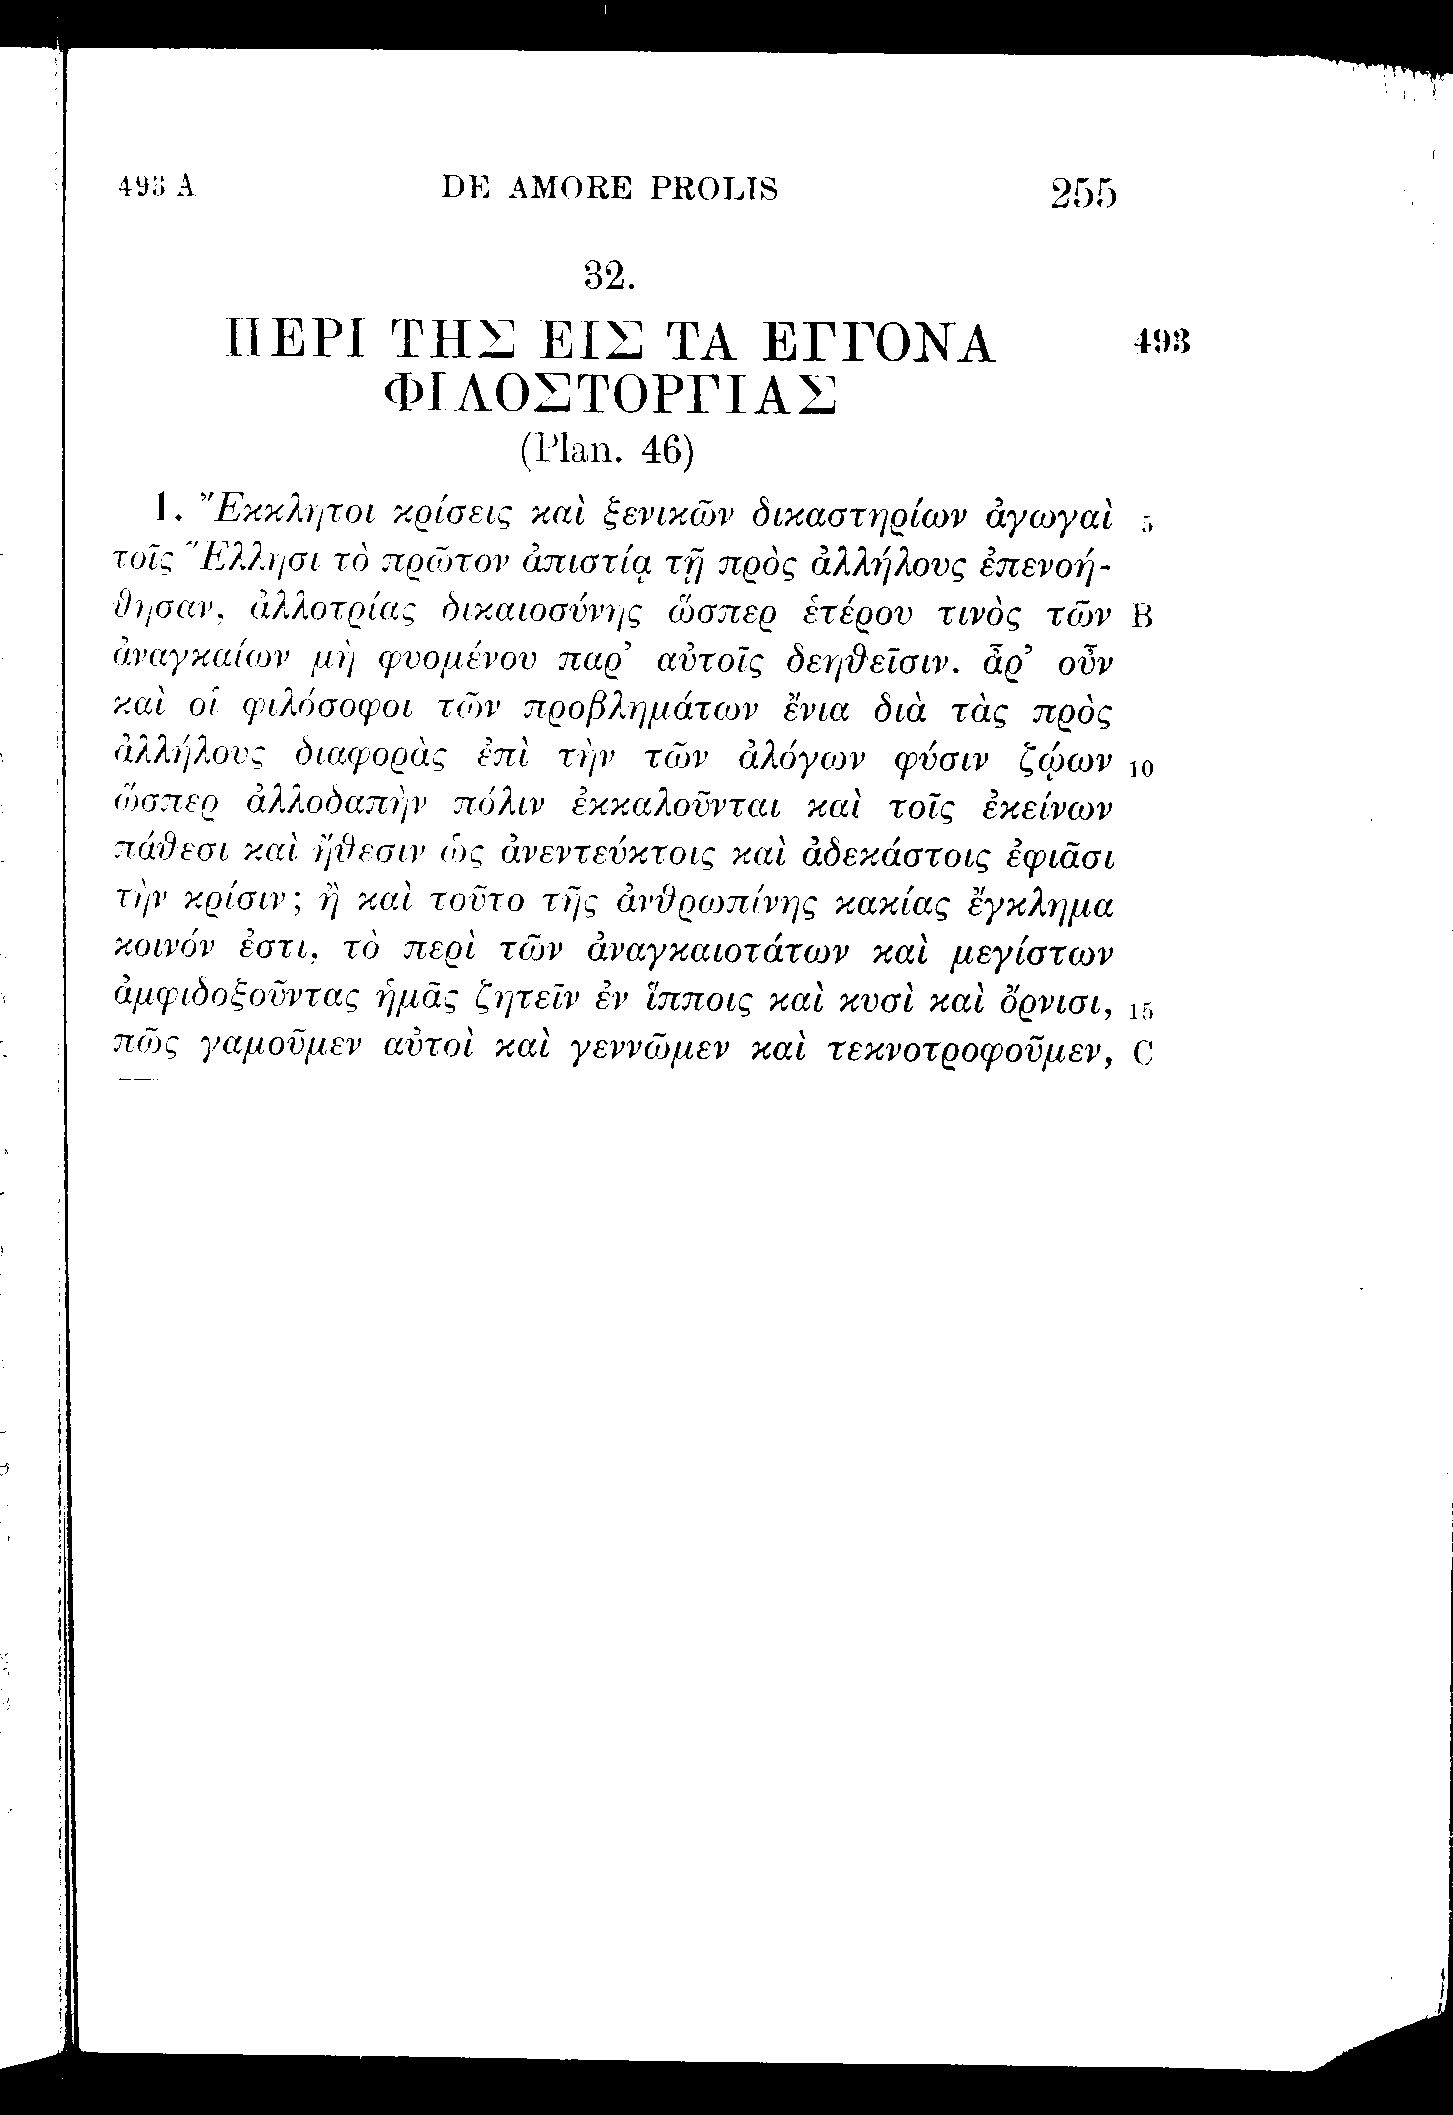 493 A DE AMORE PROLIS 255
32.
ΠΕΡΙ ΤΗΣ ΕΙΣ ΤΑ ΕΓΓΟΝΑ 493
ΦΙΛΟΣΤΟΡΓΙΑΣ
(Plan. 46)
1. Ἔκκλητοι κρίσεις καὶ ξενικῶν δικαστηρίων ἀγωγαὶ 5
τοῖς Ἕλλησι τὸ πρῶτον ἀπιστίᾳ τῇ πρὸς ἀλλήλους ἐπενοή-
θησαν, ἀλλοτρίας δικαιοσύνης ὥσπερ ἑτέρου τινὸς τῶν B
ἀναγκαίων μὴ φυομένου παρ’ αὐτοῖς δεηθεῖσιν. ἆρ’ οὖν
καὶ οἱ φιλόσοφοι τῶν προβλημάτων ἔνια διὰ τὰς πρὸς
ἀλλήλους διαφορὰς ἐπὶ τὴν τῶν ἀλόγων φύσιν ζῴων 10
ὥσπερ ἀλλοδαπὴν πόλιν ἐκκαλοῦνται καὶ τοῖς ἐκείνων
πάθεσι καὶ ἤθεσιν ὡς ἀνεντεύκτοις καὶ ἀδεκάστοις ἐφιᾶσι
τὴν κρίσιν; ἢ καὶ τοῦτο τῆς ἀνθρωπίνης κακίας ἔγκλημα
κοινόν ἐστι, τὸ περὶ τῶν ἀναγκαιοτάτων καὶ μεγίστων
ἀμφιδοξοῦντας ἡμᾶς ζητεῖν ἐν ἵπποις καὶ κυσὶ καὶ ὄρνισι, 15
πῶς γαμοῦμεν αὐτοὶ καὶ γεννῶμεν καὶ τεκνοτροφοῦμεν, C